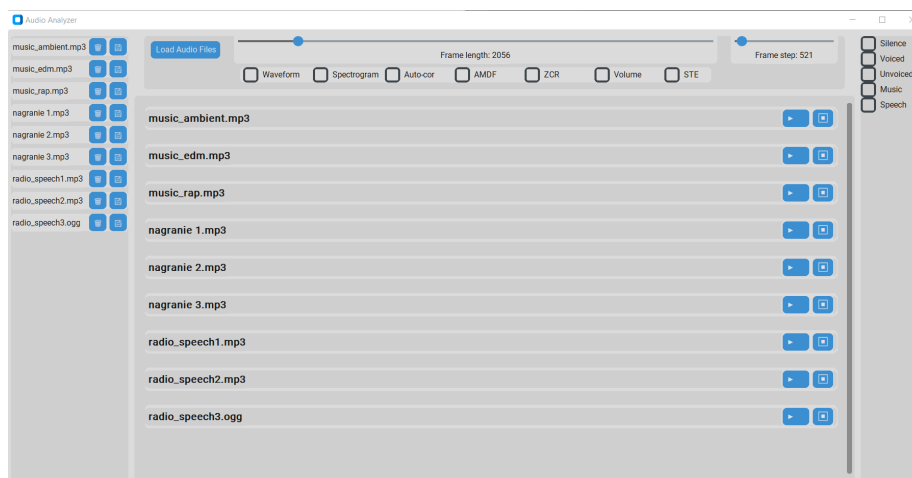 Audio Analyzer
music_ambient.mp3
music_edm.mp3
music_rap.mp3
nagranie 1.mp3
nagranie 2.mp3
nagranie 3.mp3
radio_speech1.mp3
radio_speech2.mp3
radio_speech3.ogg
Load Audio Files
Frame length: 2056
Frame step: 521
Waveform Spectrogram Auto-cor AMDF ZCR Volume STE
music_ambient.mp3
music_edm.mp3
music_rap.mp3
nagranie 1.mp3
nagranie 2.mp3
nagranie 3.mp3
radio_speech1.mp3
radio_speech2.mp3
radio_speech3.ogg
Silence
Voiced
Unvoiced
Music
Speech